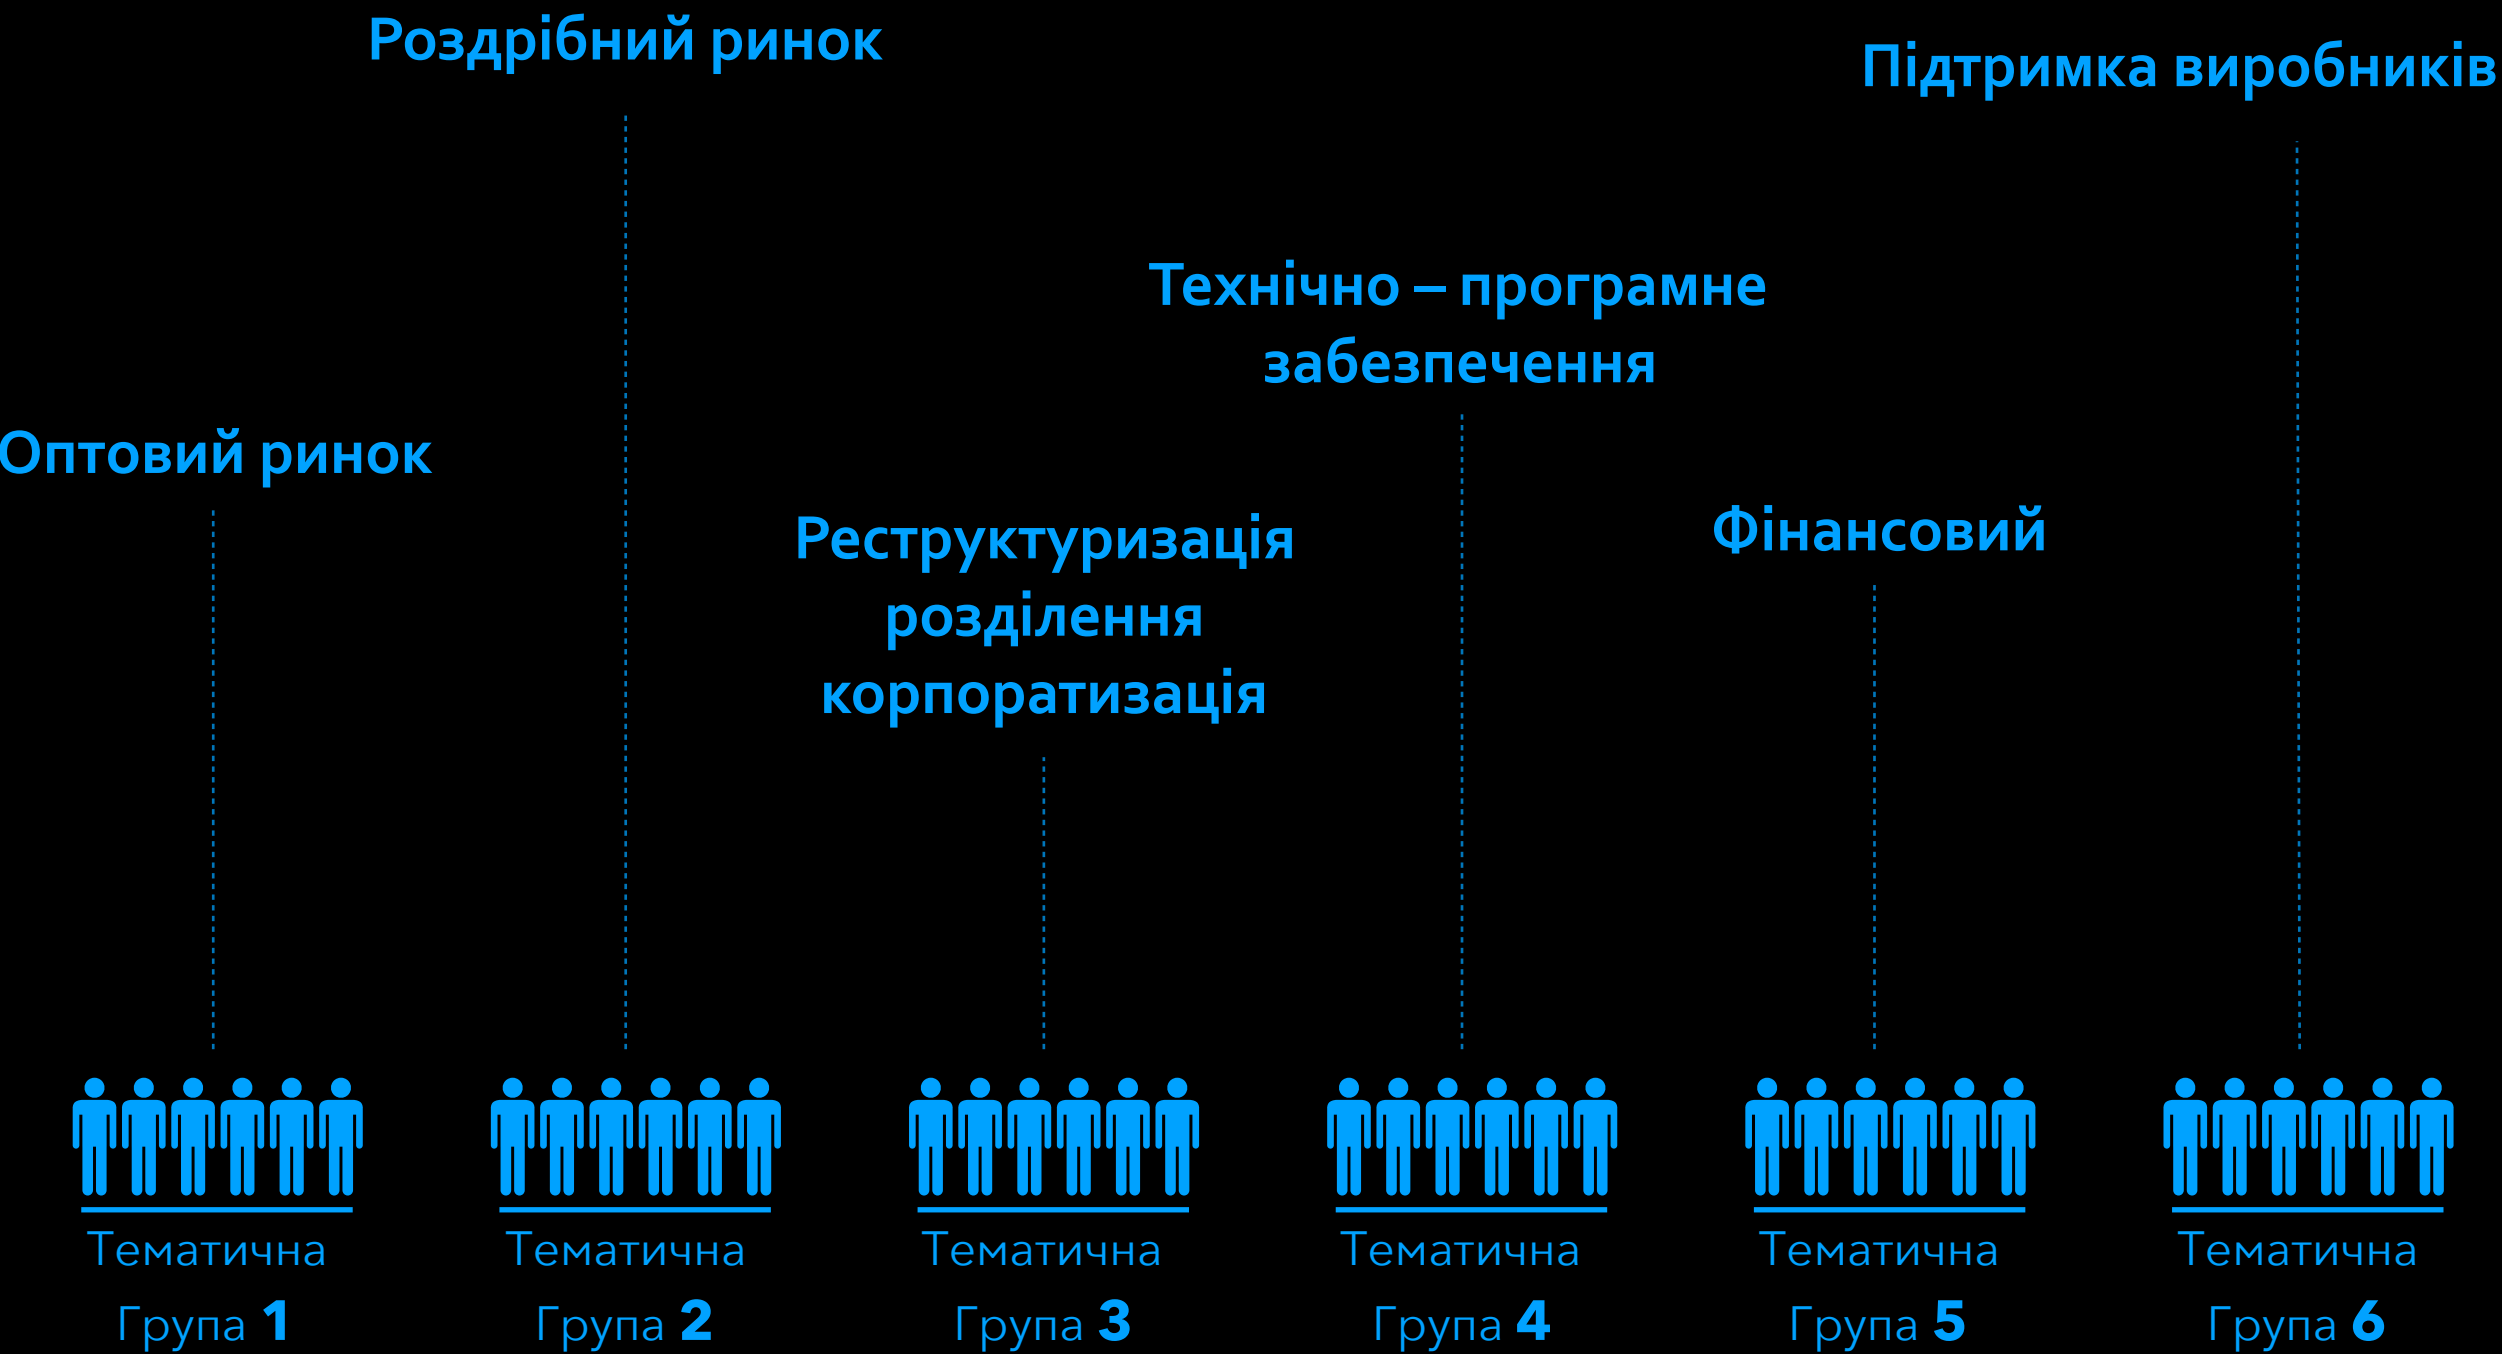 Роздрібний ринок
Підтримка виробників
Технічно – програмне
забезпечення
Оптовий ринок
Реструктуризація
розділення
корпоратизація
Фінансовий
Тематична
Група 1
Тематична
Група 2
Тематична
Група 3
Тематична
Група 4
Тематична
Група 5
Тематична
Група 6